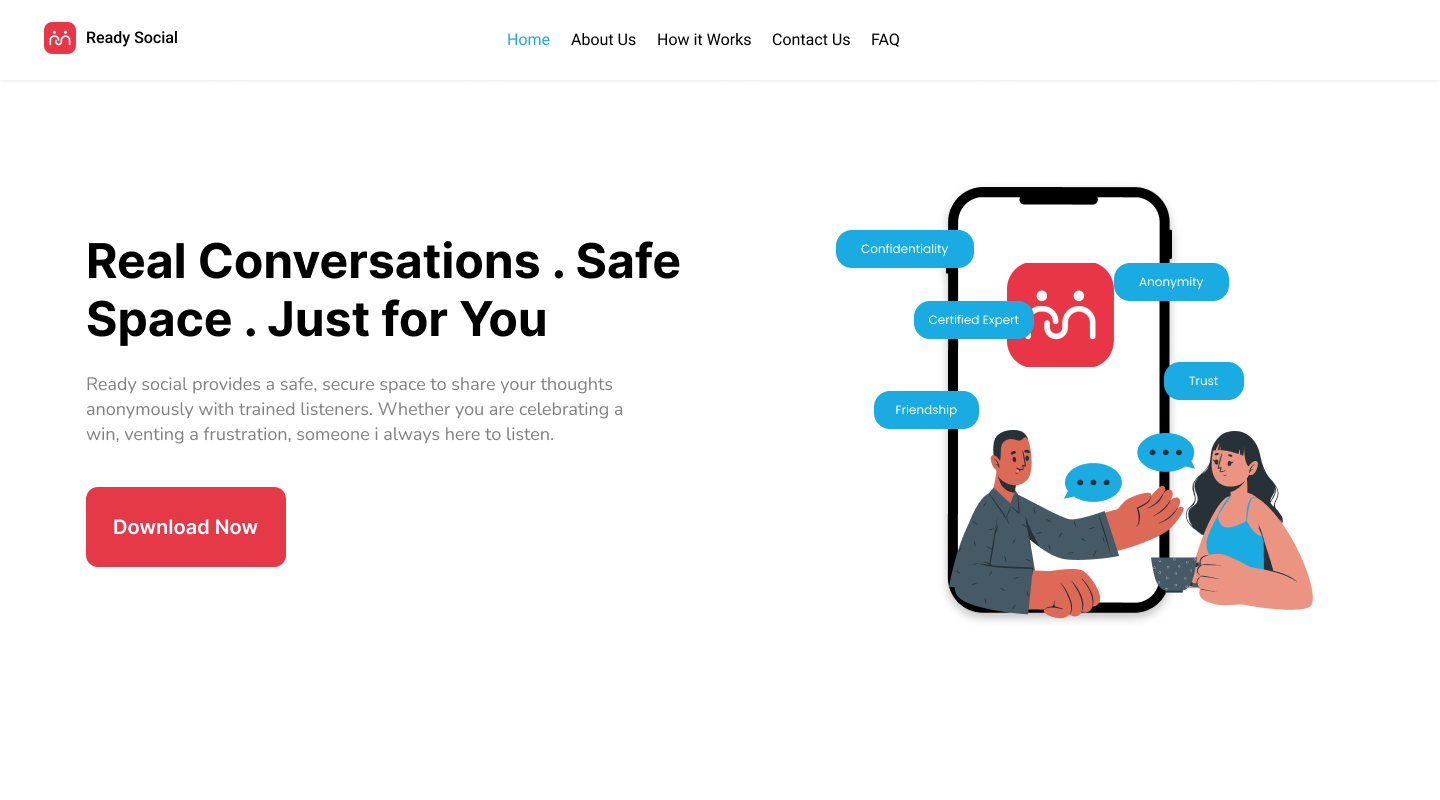 Ready Social
Home About Us How it Works Contact Us FAQ
Real Conversations . Safe
Space . Just for You
Ready social provides a safe, secure space to share your thoughts
anonymously with trained listeners. Whether you are celebrating a
win, venting a frustration, someone i always here to listen.
Download Now
Confidentiality
Anonymity
Certified Expert
Trust
Friendship